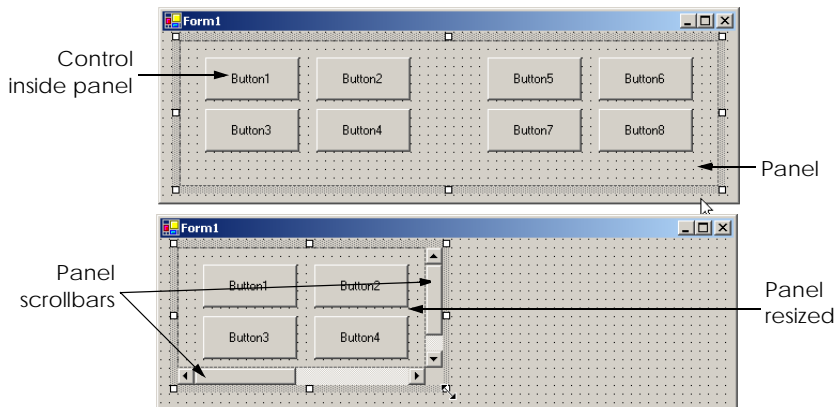 Form1
Control
inside panel
Button1
Button2
Button5
Button6
Button3
Button4
Button7
Button8
Panel
Form1
Panel
scrollbars
Button1
Button2
Button3
Button4
Panel
resized